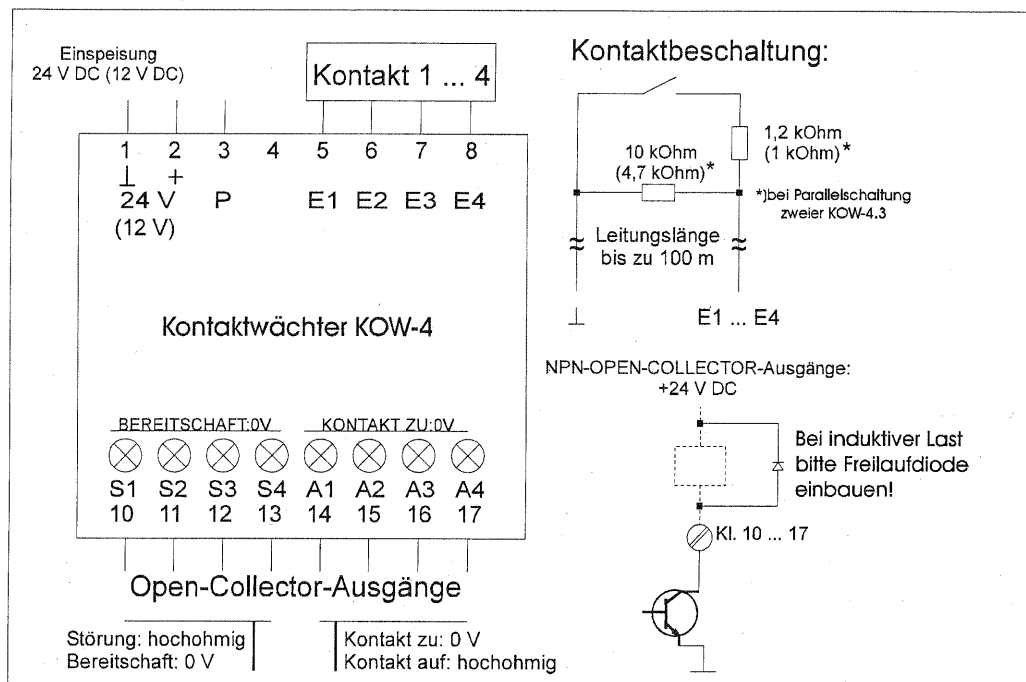 Einspeisung
24 V DC (12 V DC)
Kontakt 1 ... 4
1 2 3 4 5 6 7 8
⊥ +
24 V P E1 E2 E3 E4
(12 V)
Kontaktwächter KOW-4
BEREITSCHAFT:0V KONTAKT ZU:0V
S1 S2 S3 S4 A1 A2 A3 A4
10 11 12 13 14 15 16 17
Open-Collector-Ausgänge
Störung: hochohmig
Bereitschaft: 0 V
Kontakt zu: 0 V
Kontakt auf: hochohmig
Kontaktbeschaltung:
1,2 kOhm
(1 kOhm)*
10 kOhm
(4,7 kOhm)*
*)bei Parallelschaltung
zweier KOW-4.3
Leitungslänge
bis zu 100 m
E1 ... E4
NPN-OPEN-COLLECTOR-Ausgänge:
+24 V DC
Bei induktiver Last
bitte Freilaufdiode
einbauen!
Kl. 10 ... 17